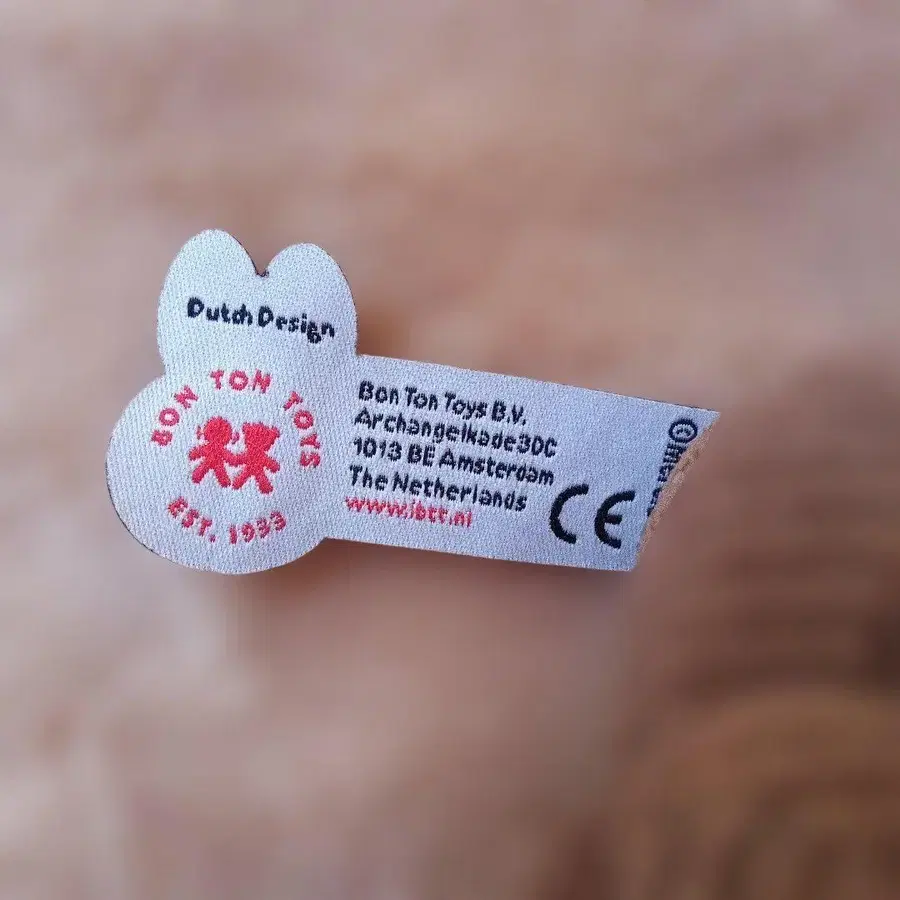 Dutch Design
BON TON TOYS
EST. 1933
Bon Ton Toys B.V.
Archangelkade 30C
1013 BE Amsterdam
The Netherlands
www.ibtt.nl
CE
©